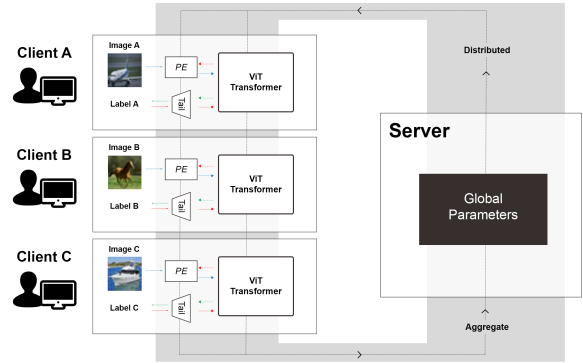 Client A
Image A
PE
ViT
Transformer
Label A
Tail
Client B
Image B
PE
ViT
Transformer
Label B
Tail
Client C
Image C
PE
ViT
Transformer
Label C
Tail
Distributed
Server
Global
Parameters
Aggregate